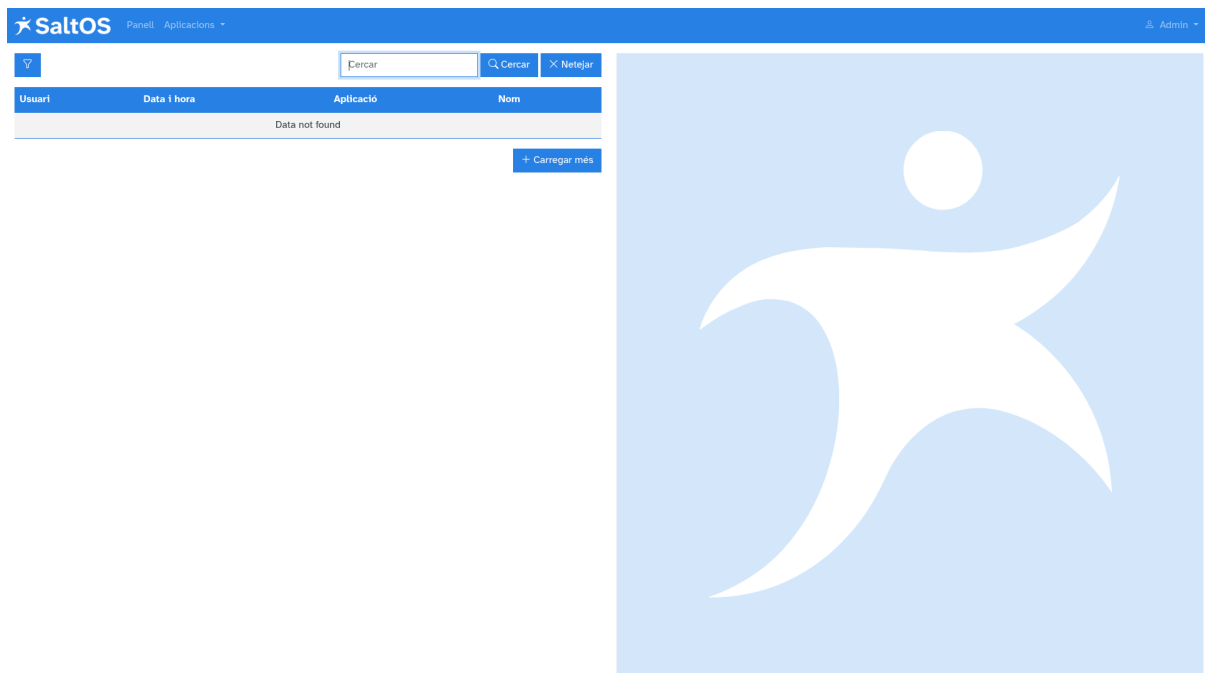 SaltOS Panell Aplicacions Admin
Cercar Cercar Netejar
Usuari Data i hora Aplicació Nom
Data not found
+ Carregar més